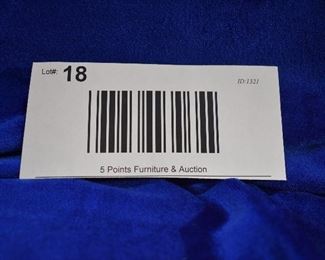 Lot#: 18
ID:1321
5 Points Furniture & Auction